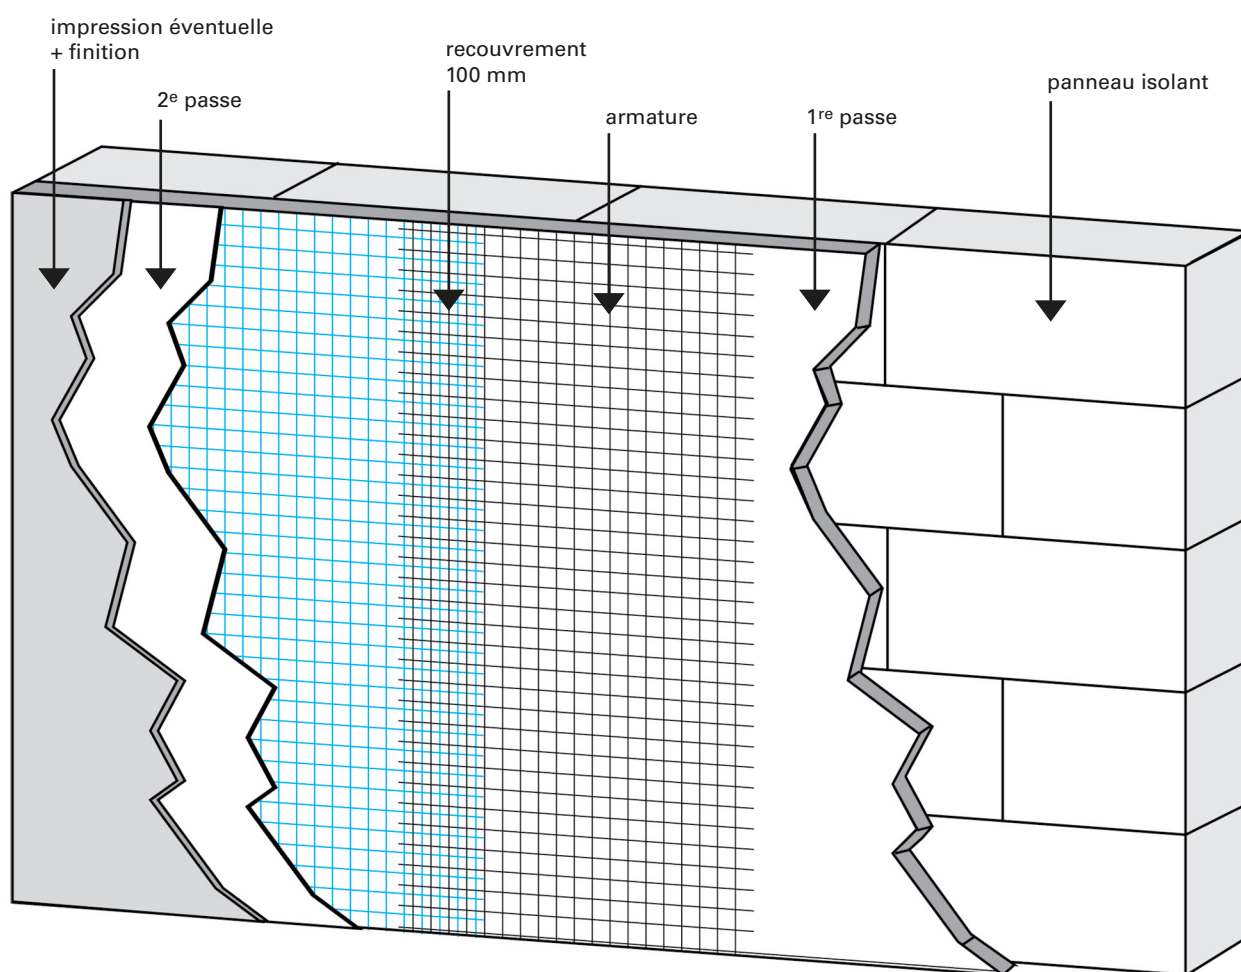 impression éventuelle
+ finition
2e passe
recouvrement
100 mm
armature
1re passe
panneau isolant